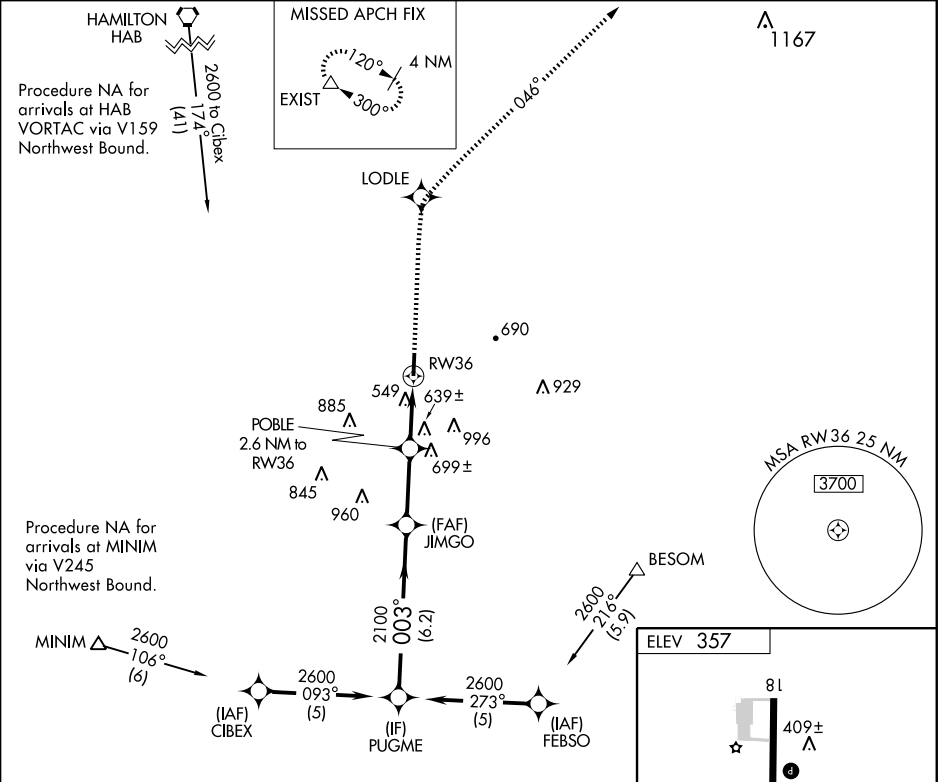 HAMILTON
HAB
Procedure NA for
arrivals at HAB
VORTAC via V159
Northwest Bound.
2600 to Cibex
174°
(41)
MISSED APCH FIX
120°
4 NM
EXIST
300°
046°
1167
LODLE
690
RW36
549
639±
929
885
POBLE
2.6 NM to
RW36
996
699±
845
960
MSA RW36 25 NM
3700
(FAF)
JIMGO
Procedure NA for
arrivals at MINIM
via V245
Northwest Bound.
BESOM
2600
216°
(5.9)
2100
003°
(6.2)
MINIM
2600
106°
(6)
2600
093°
(5)
2600
273°
(5)
(IAF)
CIBEX
(IF)
PUGME
(IAF)
FEBSO
ELEV 357
18
409±
P